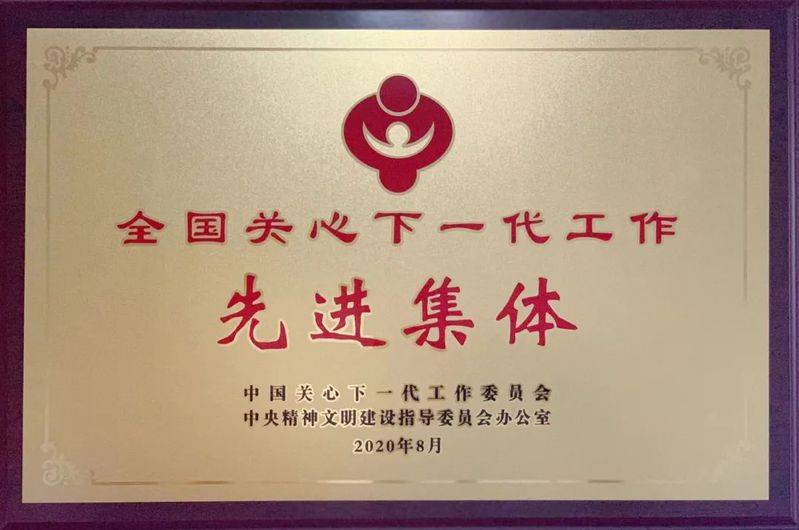 全国关心下一代工作
先进集体
中国关心下一代工作委员会
中央精神文明建设指导委员会办公室
2020年8月